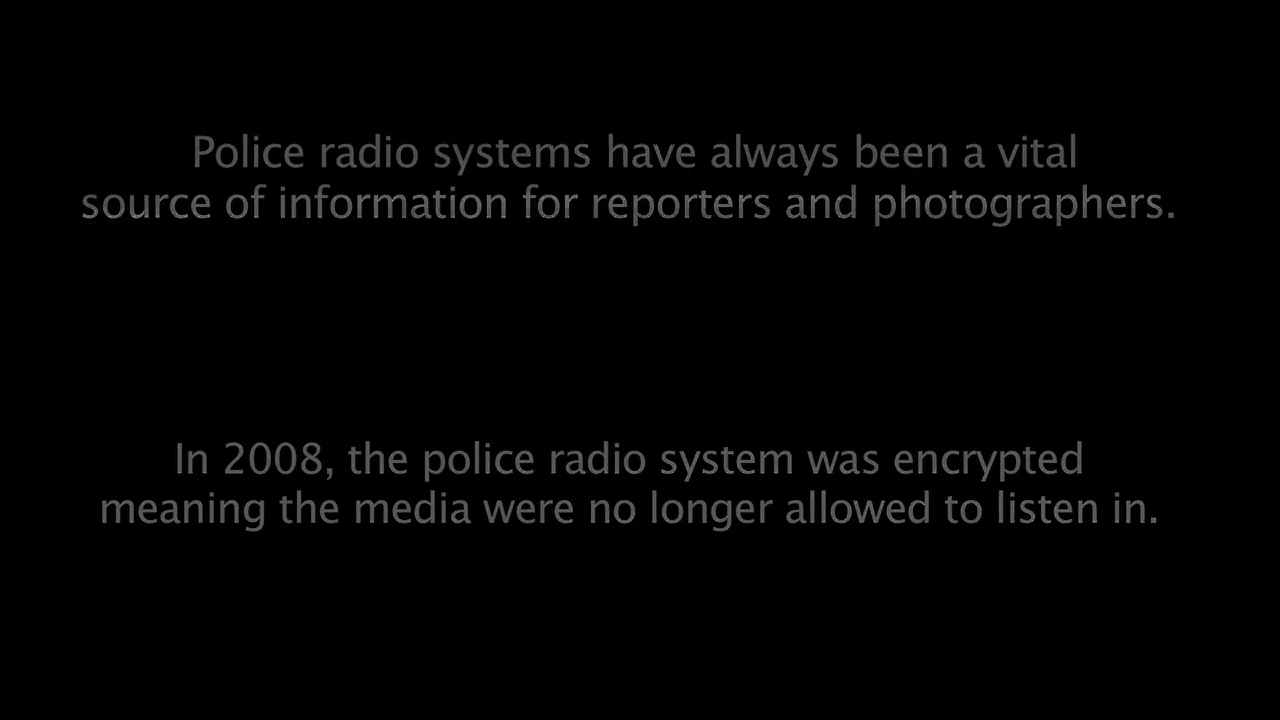 Police radio systems have always been a vital
source of information for reporters and photographers.
In 2008, the police radio system was encrypted
meaning the media were no longer allowed to listen in.